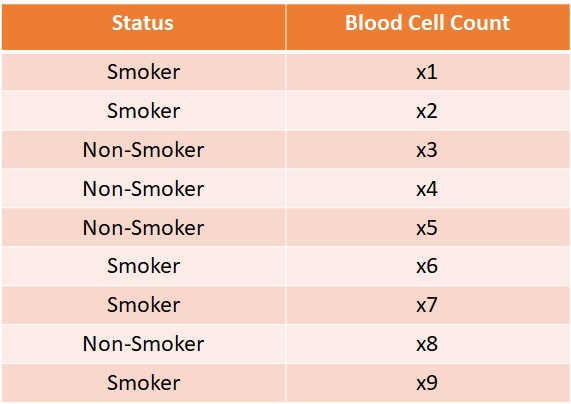 Status Blood Cell Count
Smoker x1
Smoker x2
Non-Smoker x3
Non-Smoker x4
Non-Smoker x5
Smoker x6
Smoker x7
Non-Smoker x8
Smoker x9